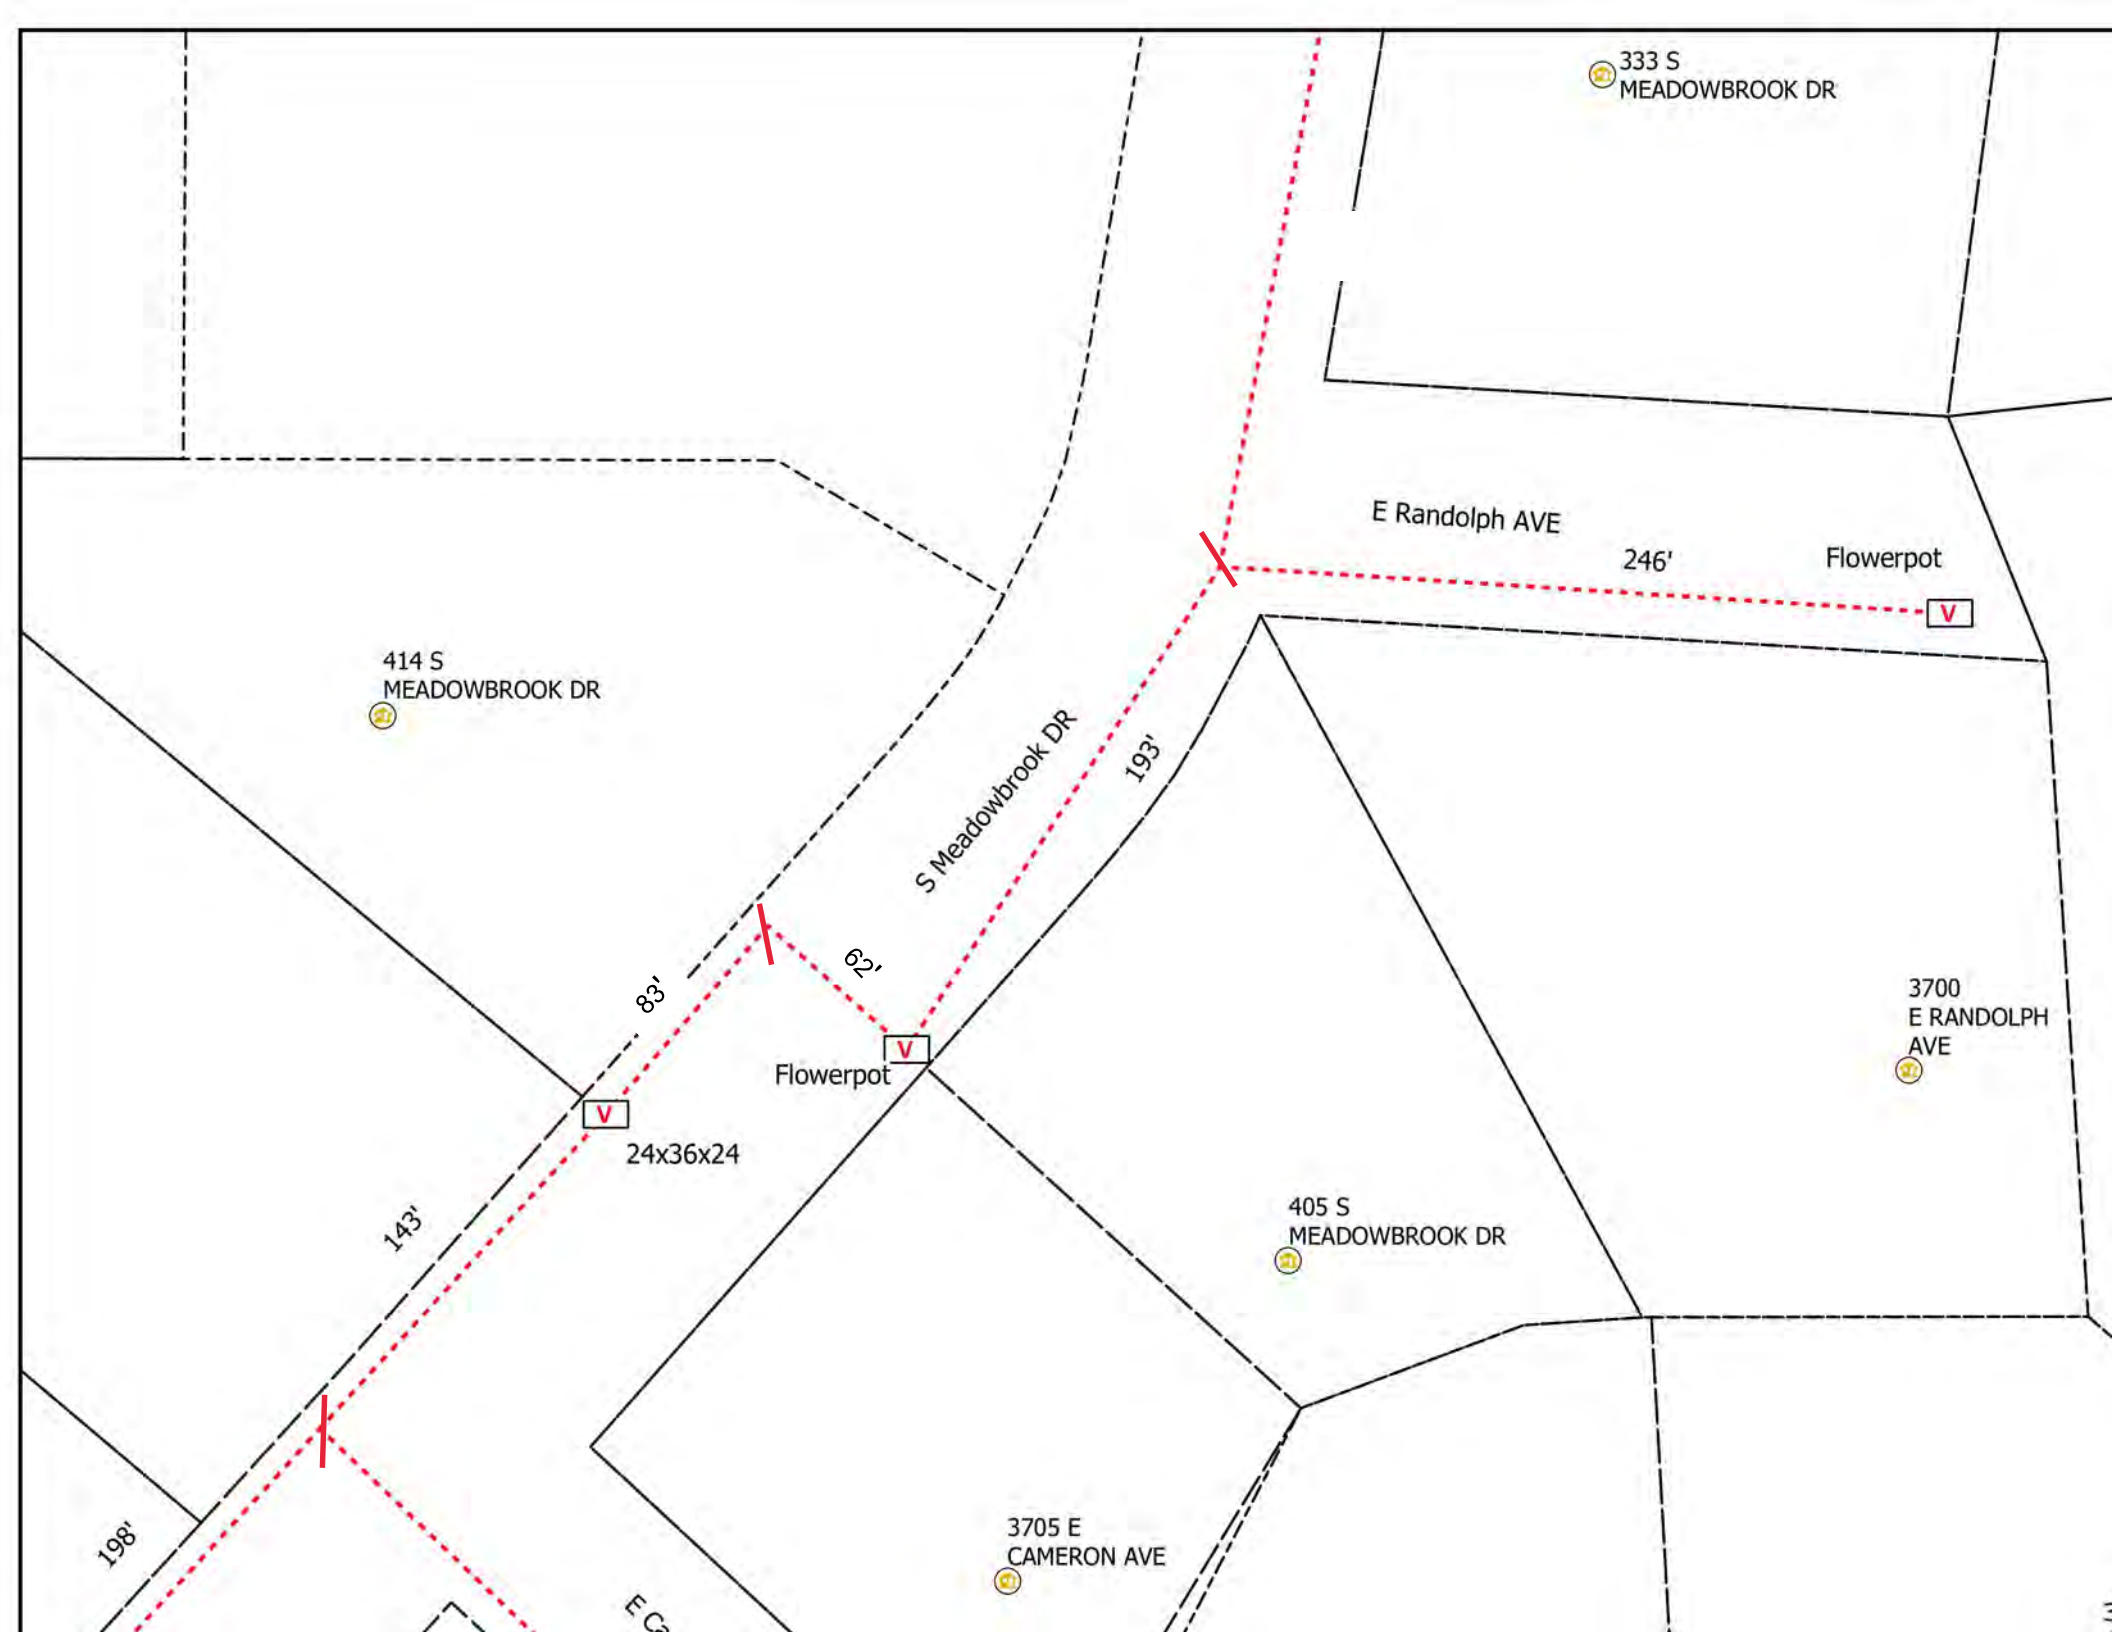 333 S
MEADOWBROOK DR
E Randolph AVE
246'
Flowerpot
V
414 S
MEADOWBROOK DR
S Meadowbrook DR
193'
62'
83'
V
Flowerpot
V
24x36x24
3700
E RANDOLPH
AVE
143'
405 S
MEADOWBROOK DR
198'
3705 E
CAMERON AVE
E Ca